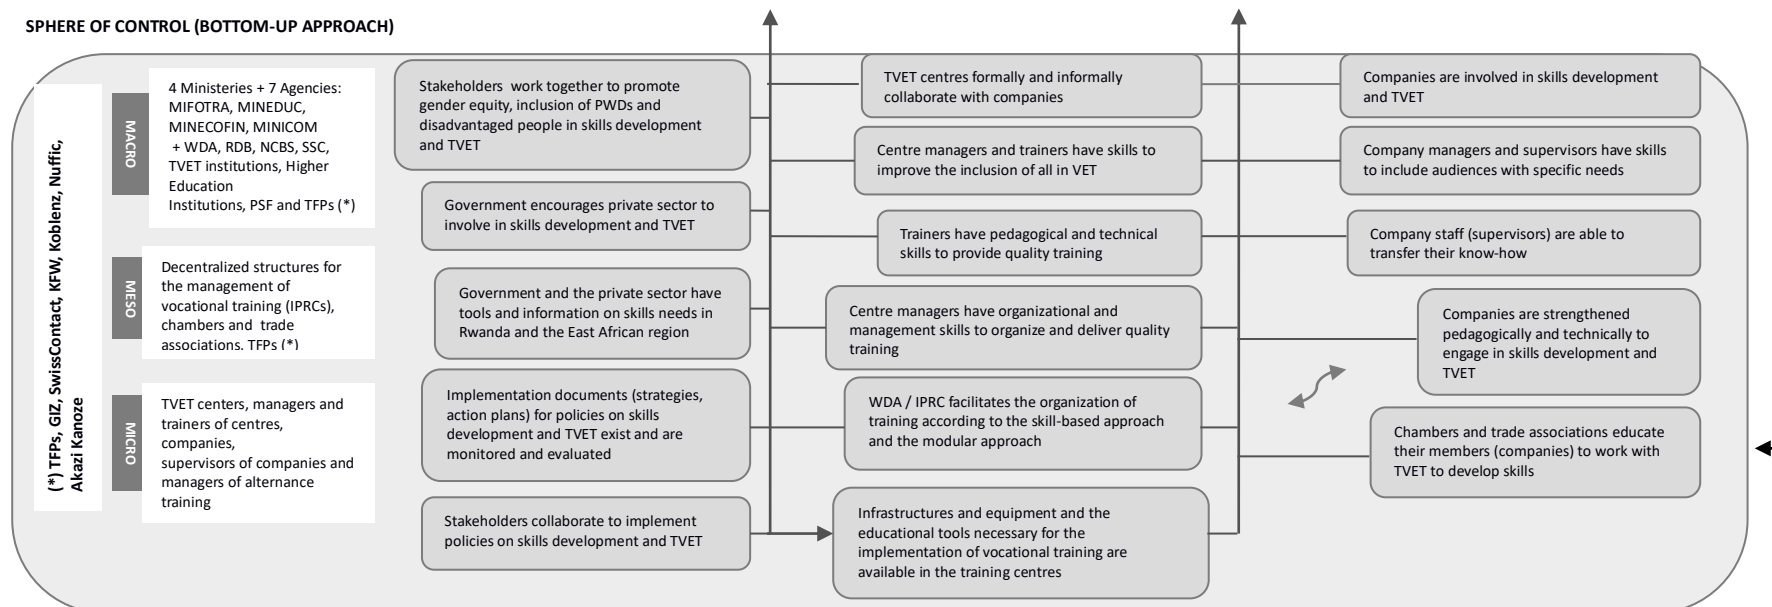 SPHERE OF CONTROL (BOTTOM-UP APPROACH)
(*) TFPs, GIZ, SwissContact, KFW, Koblenz, Nuffic,
Akazi Kanoze
MACRO
4 Ministeries + 7 Agencies:
MIFOTRA, MINEDUC,
MINECOFIN, MINICOM
+ WDA, RDB, NCBS, SSC,
TVET institutions, Higher
Education
Institutions, PSF and TFPs (*)
MESO
Decentralized structures for
the management of
vocational training (IPRCs),
chambers and trade
associations. TFPs (*)
MICRO
TVET centers, managers and
trainers of centres,
companies,
supervisors of companies and
managers of alternance
training
Stakeholders work together to promote
gender equity, inclusion of PWDs and
disadvantaged people in skills development
and TVET
Government encourages private sector to
involve in skills development and TVET
Government and the private sector have
tools and information on skills needs in
Rwanda and the East African region
Implementation documents (strategies,
action plans) for policies on skills
development and TVET exist and are
monitored and evaluated
Stakeholders collaborate to implement
policies on skills development and TVET
TVET centres formally and informally
collaborate with companies
Centre managers and trainers have skills to
improve the inclusion of all in VET
Trainers have pedagogical and technical
skills to provide quality training
Centre managers have organizational and
management skills to organize and deliver quality
training
WDA / IPRC facilitates the organization of
training according to the skill-based approach
and the modular approach
Infrastructures and equipment and the
educational tools necessary for the
implementation of vocational training are
available in the training centres
Companies are involved in skills development
and TVET
Company managers and supervisors have skills
to include audiences with specific needs
Company staff (supervisors) are able to
transfer their know-how
Companies are strengthened
pedagogically and technically to
engage in skills development and
TVET
Chambers and trade associations educate
their members (companies) to work with
TVET to develop skills